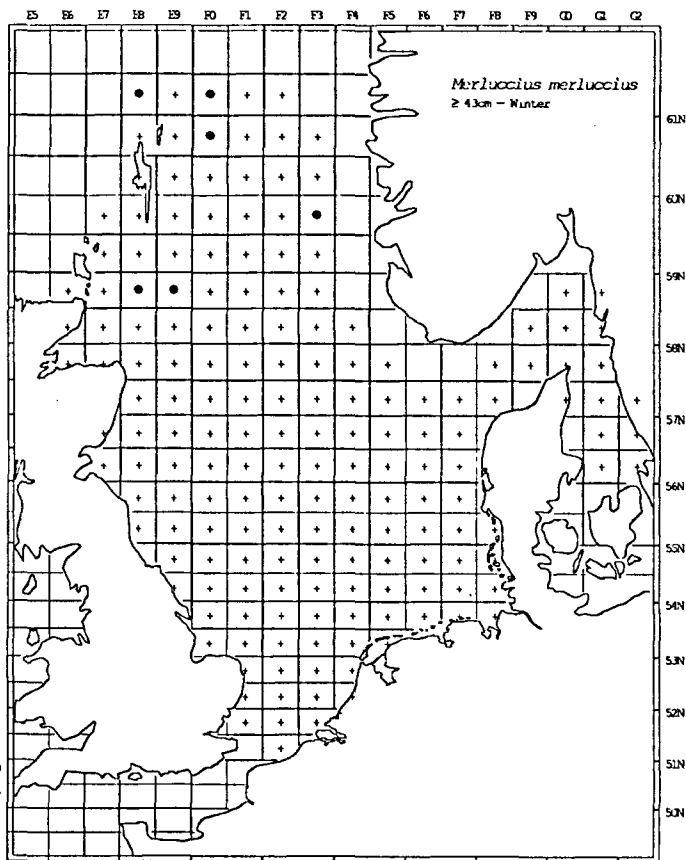 E5 E6 E7 E8 E9 F0 F1 F2 F3 F4 F5 F6 F7 F8 F9 G0 G1 G2
Merluccius merluccius
≥ 43cm – Winter
61N
60N
59N
58N
57N
56N
55N
54N
53N
52N
51N
50N